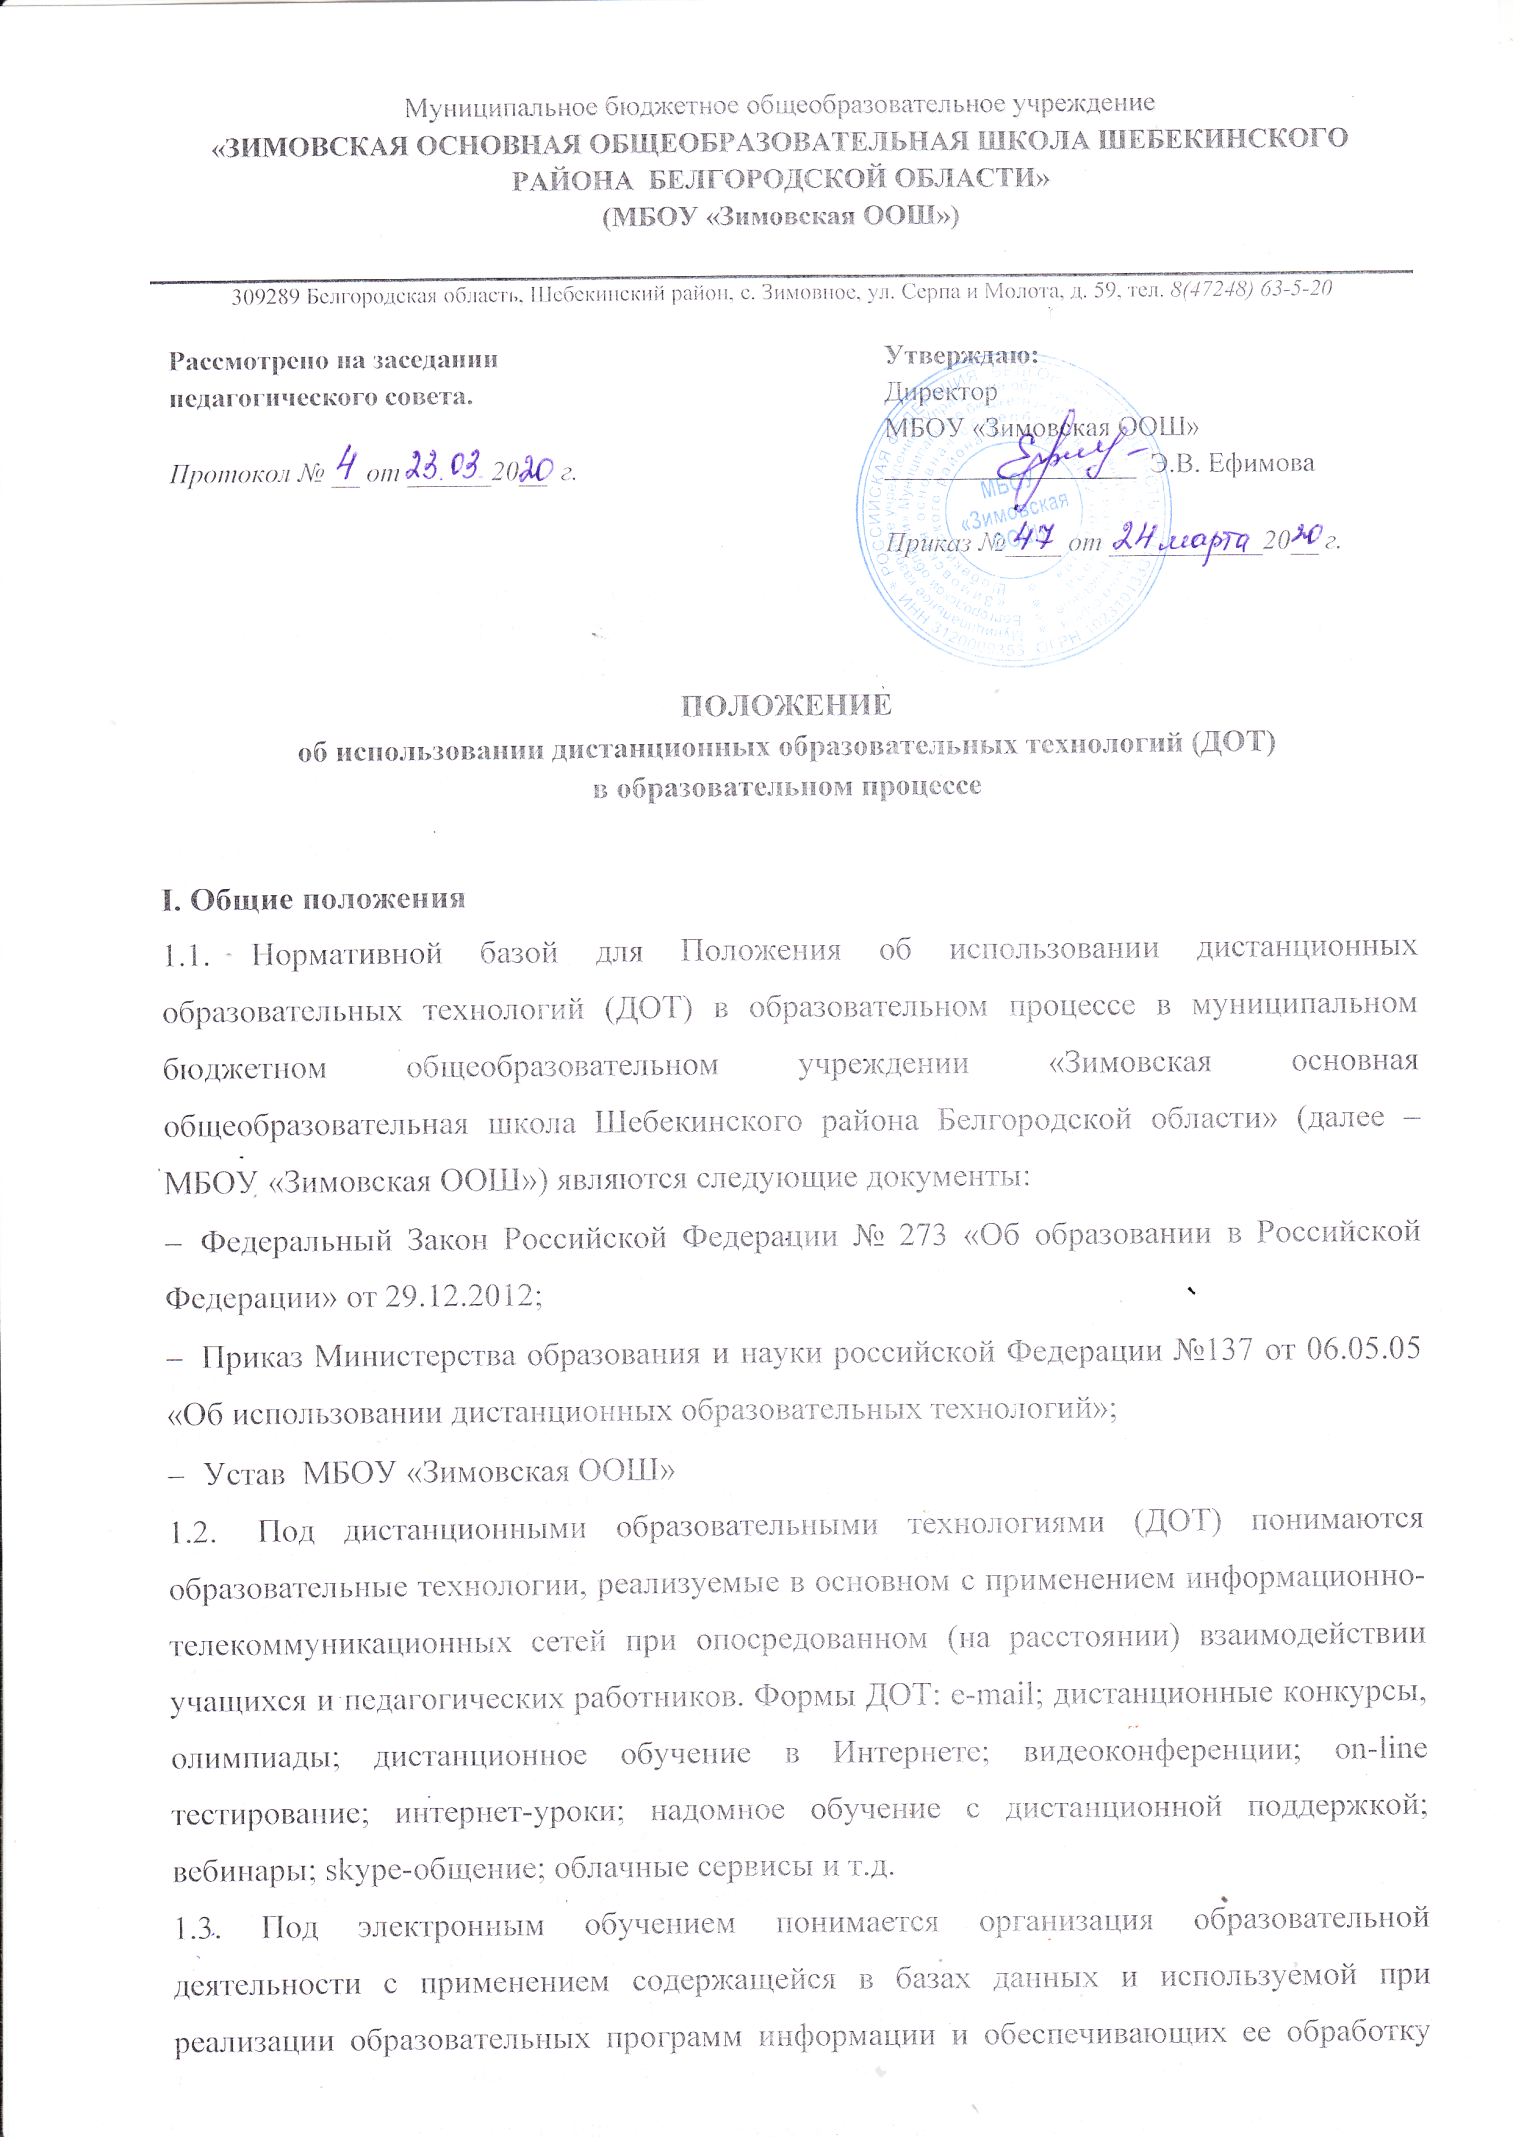 Муниципальное бюджетное общеобразовательное учреждение
«ЗИМОВСКАЯ ОСНОВНАЯ ОБЩЕОБРАЗОВАТЕЛЬНАЯ ШКОЛА ШЕБЕКИНСКОГО
РАЙОНА БЕЛГОРОДСКОЙ ОБЛАСТИ»
(МБОУ «Зимовская ООШ»)
309289 Белгородская область, Шебекинский район, с. Зимовное, ул. Серпа и Молота, д. 59, тел. 8(47248) 63-5-20
Рассмотрено на заседании
педагогического совета.
Протокол № 4 от 23.03 2020 г.
Утверждаю:
Директор
МБОУ «Зимовская ООШ»
Э.В. Ефимова
Приказ № 47 от 24 марта 2020 г.
МБОУ
«Зимовская
ПОЛОЖЕНИЕ
об использовании дистанционных образовательных технологий (ДОТ)
в образовательном процессе
I. Общие положения
1.1. Нормативной базой для Положения об использовании дистанционных
образовательных технологий (ДОТ) в образовательном процессе в муниципальном
бюджетном общеобразовательном учреждении «Зимовская основная
общеобразовательная школа Шебекинского района Белгородской области» (далее –
МБОУ «Зимовская ООШ») являются следующие документы:
– Федеральный Закон Российской Федерации № 273 «Об образовании в Российской
Федерации» от 29.12.2012;
– Приказ Министерства образования и науки российской Федерации №137 от 06.05.05
«Об использовании дистанционных образовательных технологий»;
– Устав МБОУ «Зимовская ООШ»
1.2. Под дистанционными образовательными технологиями (ДОТ) понимаются
образовательные технологии, реализуемые в основном с применением информационно-
телекоммуникационных сетей при опосредованном (на расстоянии) взаимодействии
учащихся и педагогических работников. Формы ДОТ: e-mail; дистанционные конкурсы,
олимпиады; дистанционное обучение в Интернете; видеоконференции; on-line
тестирование; интернет-уроки; надомное обучение с дистанционной поддержкой;
вебинары; skype-общение; облачные сервисы и т.д.
1.3. Под электронным обучением понимается организация образовательной
деятельности с применением содержащейся в базах данных и используемой при
реализации образовательных программ информации и обеспечивающих ее обработку